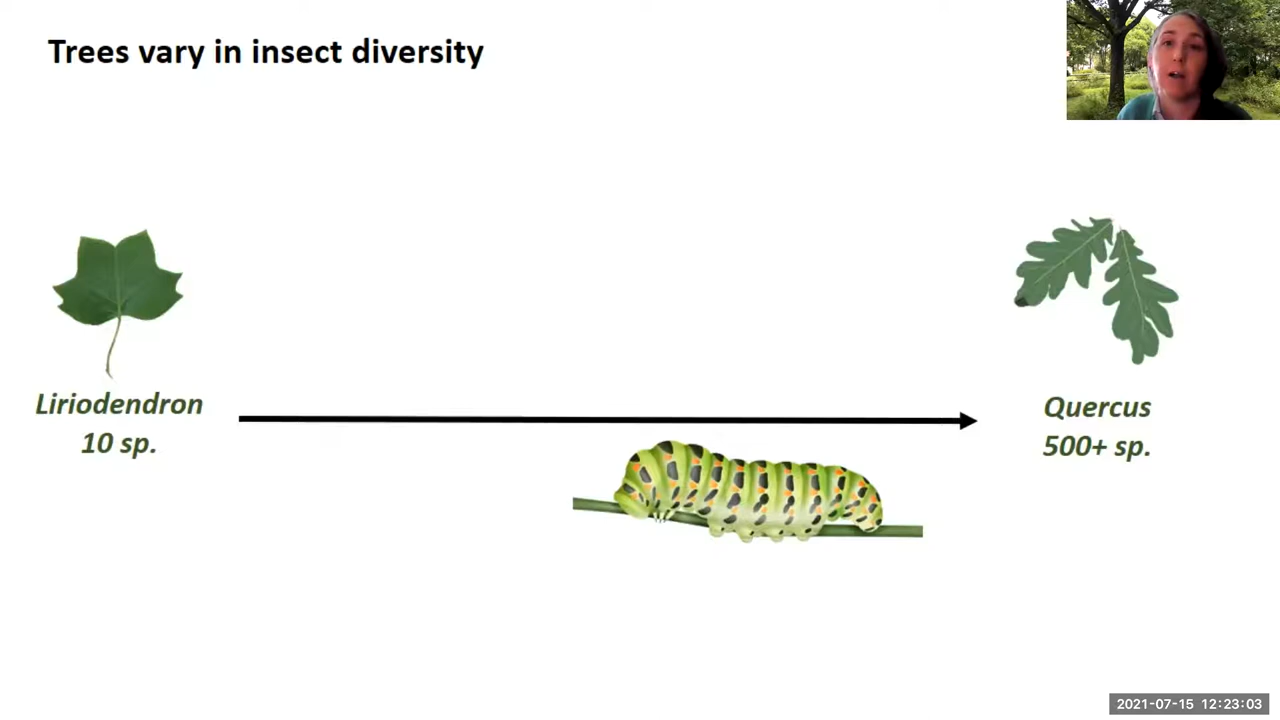 Trees vary in insect diversity
Liriodendron
10 sp.
Quercus
500+ sp.
2021-07-15 12:23:03